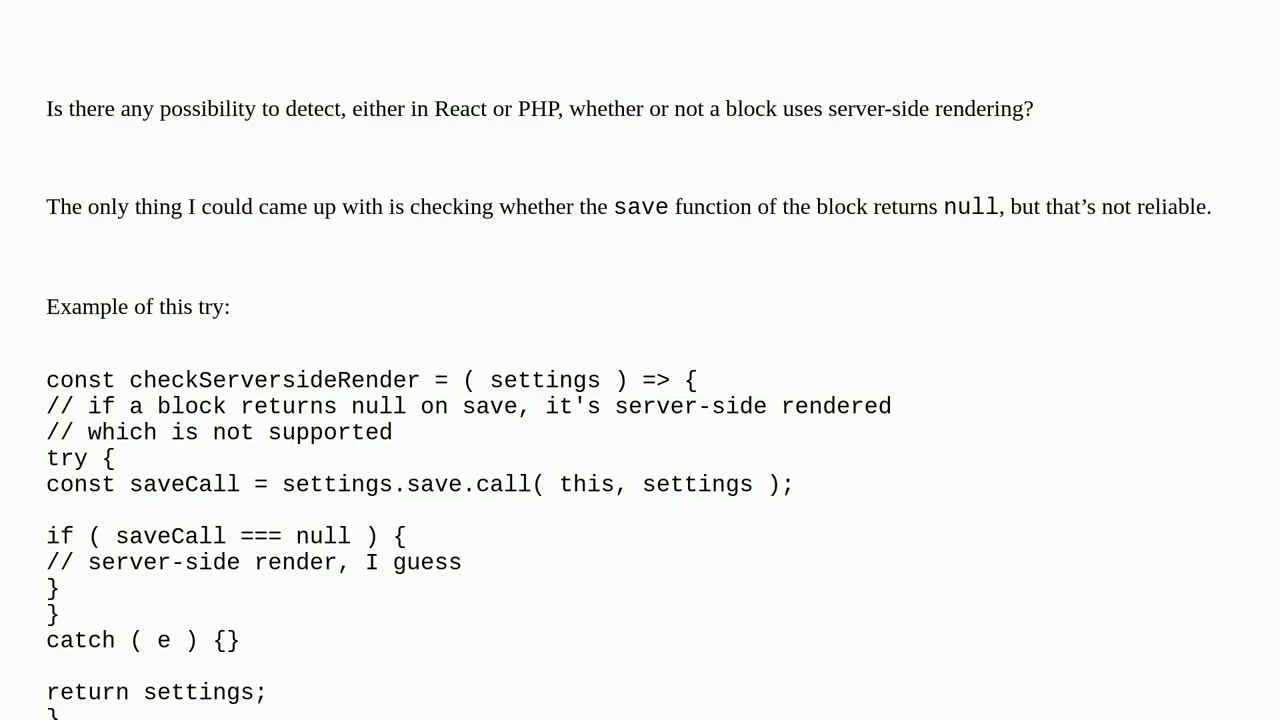 Is there any possibility to detect, either in React or PHP, whether or not a block uses server-side rendering?
The only thing I could came up with is checking whether the save function of the block returns null, but that’s not reliable.
Example of this try:
const checkServersideRender = ( settings ) => {
// if a block returns null on save, it's server-side rendered
// which is not supported
try {
const saveCall = settings.save.call( this, settings );
if ( saveCall === null ) {
// server-side render, I guess
}
}
catch ( e ) {}
return settings;
}